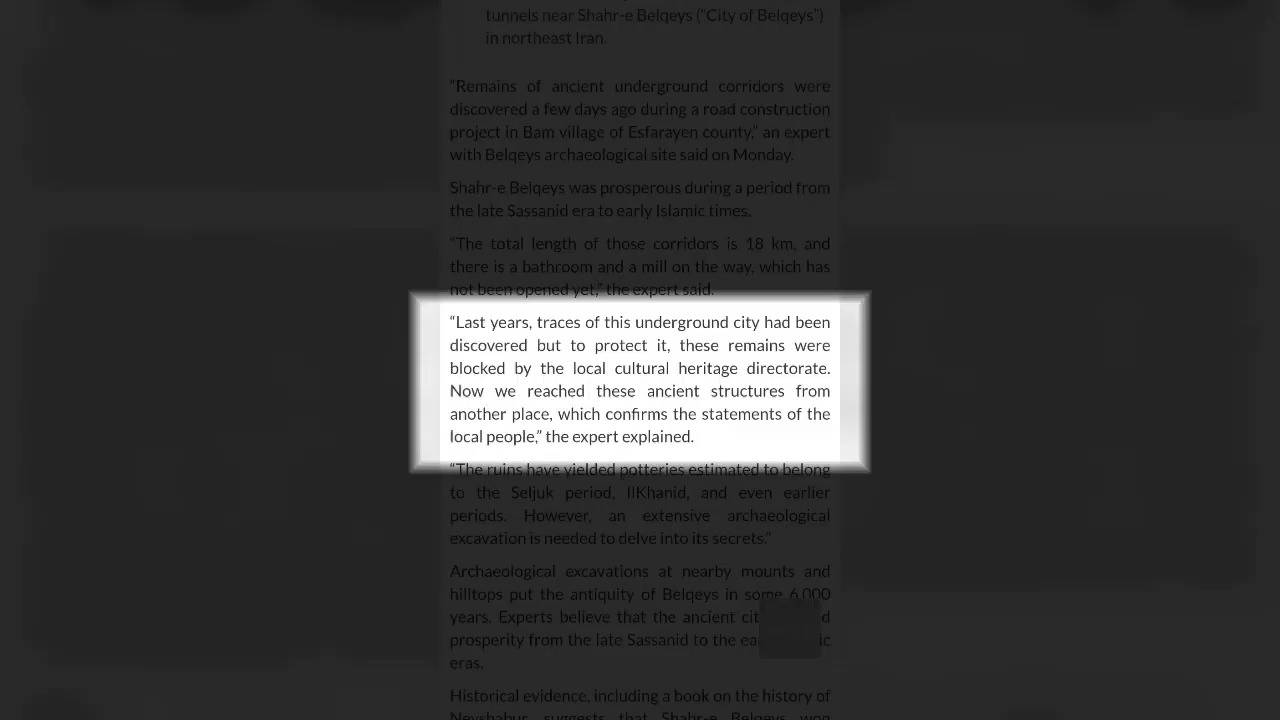 tunnels near Shahr-e Belqeys (“City of Belqeys”)
in northeast Iran.
“Remains of ancient underground corridors were
discovered a few days ago during a road construction
project in Bam village of Esfarayen county,” an expert
with Belqeys archaeological site said on Monday.
Shahr-e Belqeys was prosperous during a period from
the late Sassanid era to early Islamic times.
“The total length of those corridors is 18 km, and
there is a bathroom and a mill on the way, which has
not been opened yet,” the expert said.
“Last years, traces of this underground city had been
discovered but to protect it, these remains were
blocked by the local cultural heritage directorate.
Now we reached these ancient structures from
another place, which confirms the statements of the
local people,” the expert explained.
“The ruins have yielded potteries estimated to belong
to the Seljuk period, IlKhanid, and even earlier
periods. However, an extensive archaeological
excavation is needed to delve into its secrets.”
Archaeological excavations at nearby mounts and
hilltops put the antiquity of Belqeys in some 6,000
years. Experts believe that the ancient
prosperity from the late Sassanid to the
eras.
Historical evidence, including a book on the history of
Neyshabur, suggests that Shahr-e Belqeys won